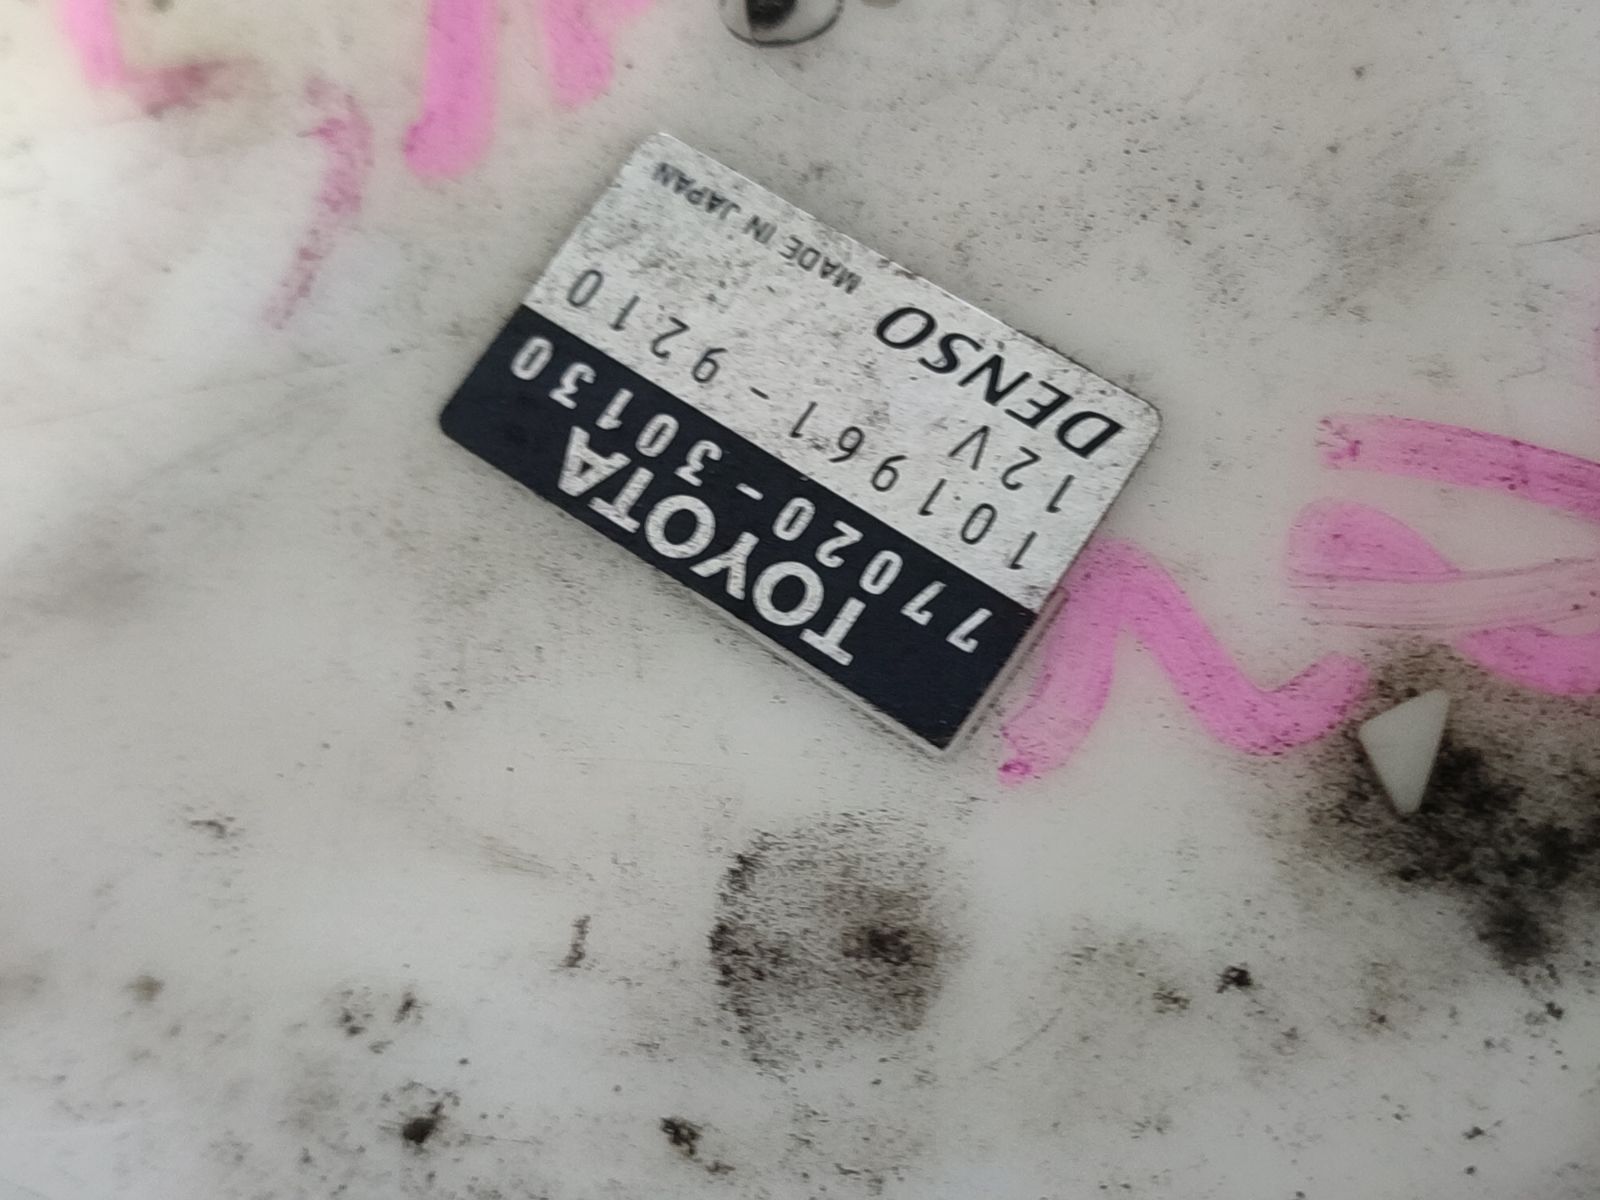 TOYOTA
77020-30130
101961-9210
12V
DENSO MADE IN JAPAN